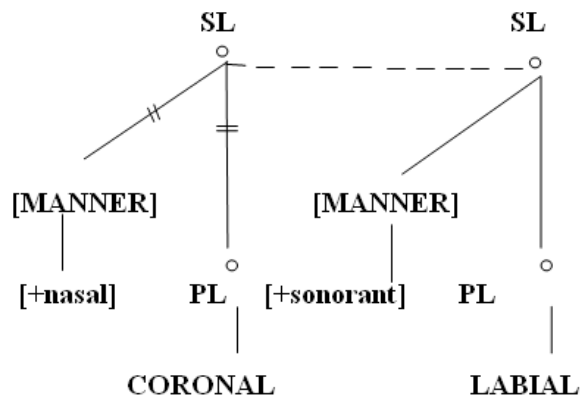 SL SL
[MANNER] [MANNER]
[+nasal] PL [+sonorant] PL
CORONAL LABIAL